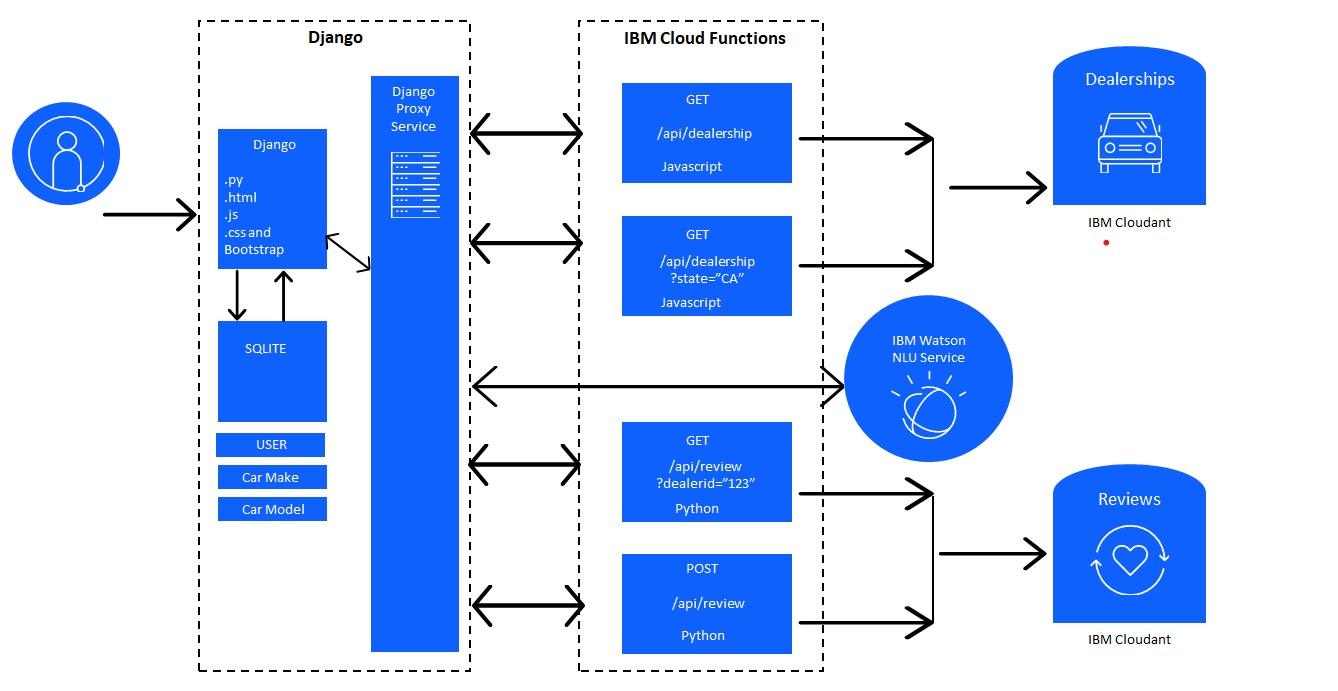 Django
Django
.py
.html
.js
.css and
Bootstrap
SQLITE
USER
Car Make
Car Model
Django
Proxy
Service
IBM Cloud Functions
GET
/api/dealership
Javascript
GET
/api/dealership
?state=”CA”
Javascript
GET
/api/review
?dealerid=”123”
Python
POST
/api/review
Python
IBM Watson
NLU Service
Dealerships
IBM Cloudant
Reviews
IBM Cloudant